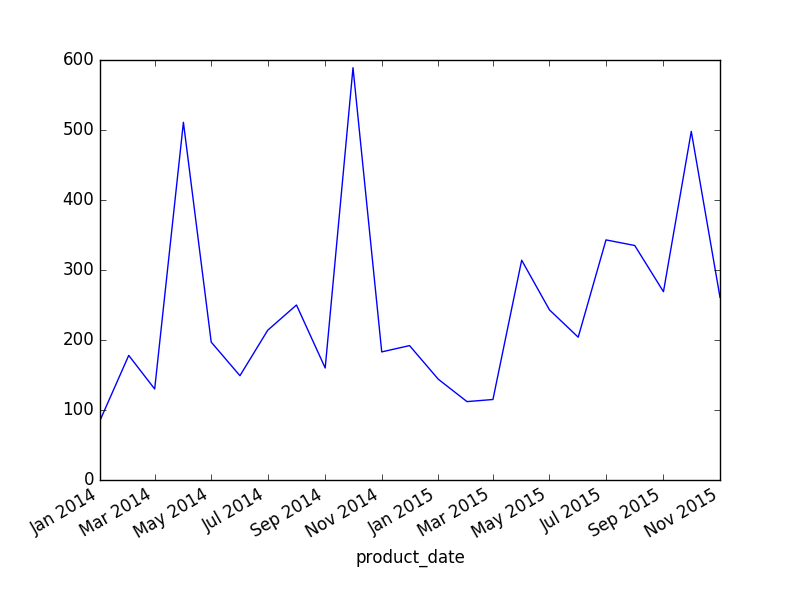 600
500
400
300
200
100
0
Jan 2014
Mar 2014
May 2014
Jul 2014
Sep 2014
Nov 2014
Jan 2015
Mar 2015
May 2015
Jul 2015
Sep 2015
Nov 2015
product_date